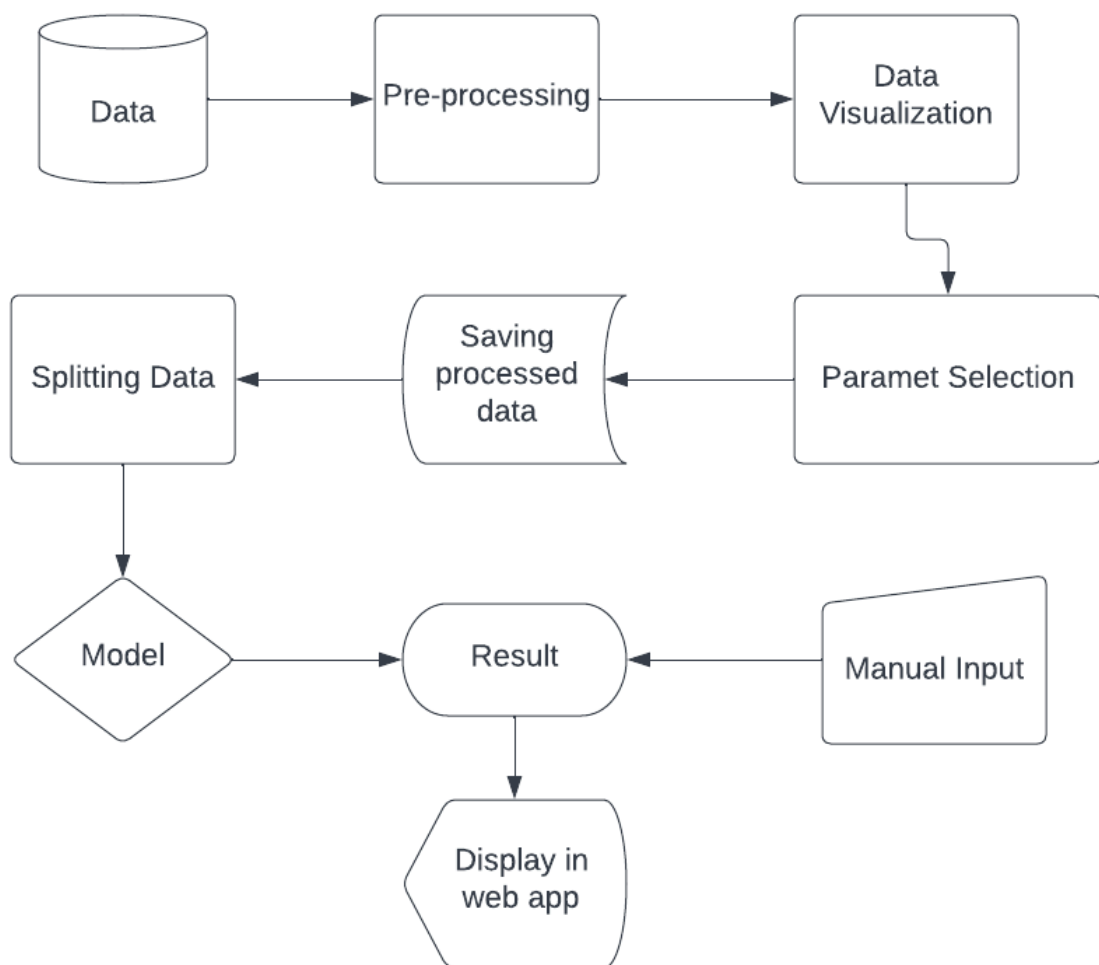 Data
Pre-processing
Data
Visualization
Splitting Data
Saving
processed
data
Paramet Selection
Model
Result
Manual Input
Display in
web app